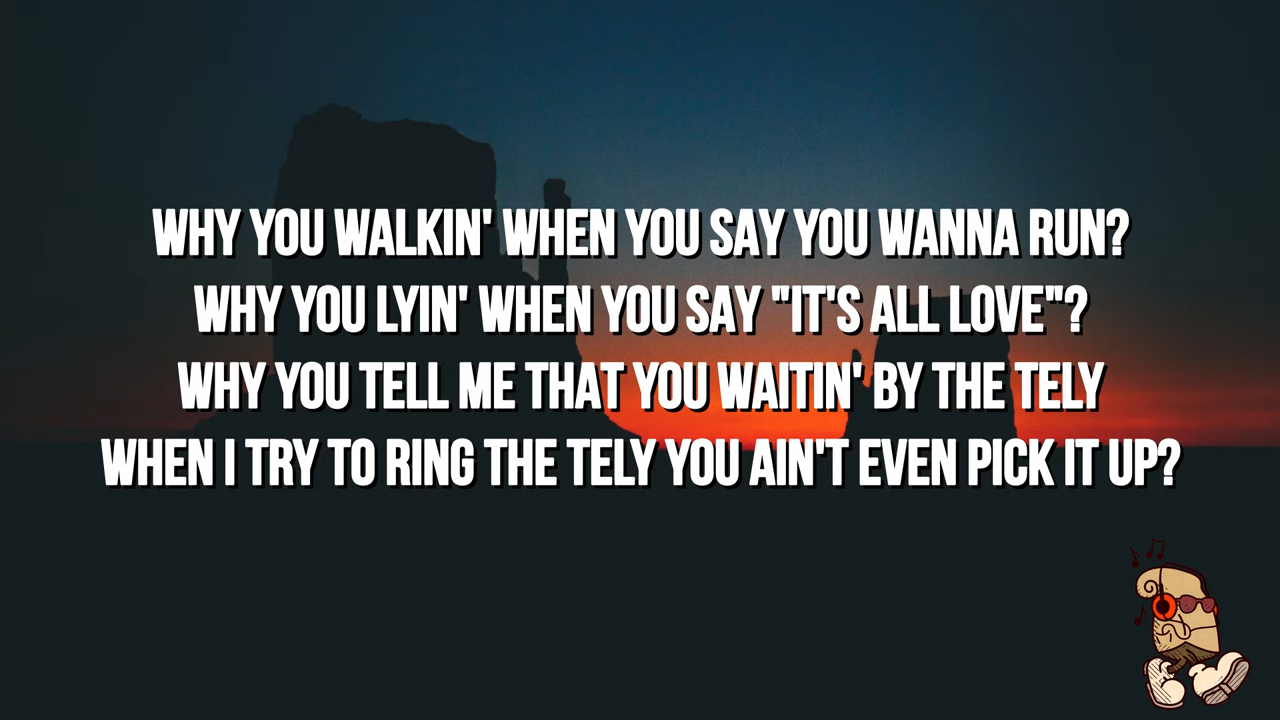 WHY YOU WALKIN' WHEN YOU SAY YOU WANNA RUN?
WHY YOU LYIN' WHEN YOU SAY "IT'S ALL LOVE"?
WHY YOU TELL ME THAT YOU WAITIN' BY THE TELY
WHEN I TRY TO RING THE TELY YOU AIN'T EVEN PICK IT UP?